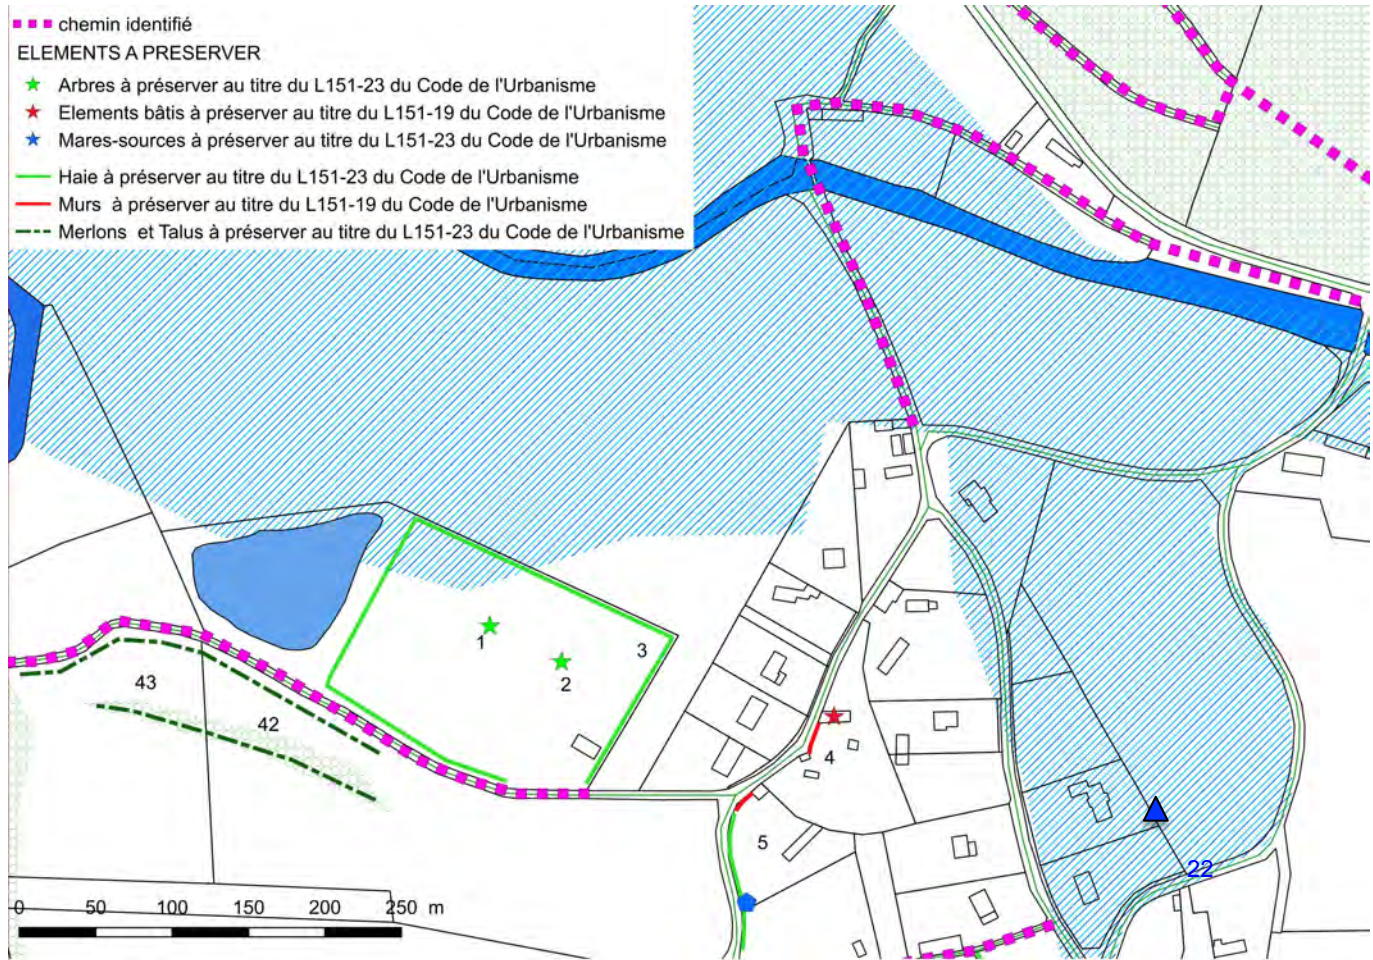 chemin identifié
ELEMENTS A PRESERVER
Arbres à préserver au titre du L151-23 du Code de l'Urbanisme
Elements bâtis à préserver au titre du L151-19 du Code de l'Urbanisme
Mares-sources à préserver au titre du L151-23 du Code de l'Urbanisme
Haie à préserver au titre du L151-23 du Code de l'Urbanisme
Murs à préserver au titre du L151-19 du Code de l'Urbanisme
Merlons et Talus à préserver au titre du L151-23 du Code de l'Urbanisme
1
2
3
43
42
4
5
22
0 50 100 150 200 250 m